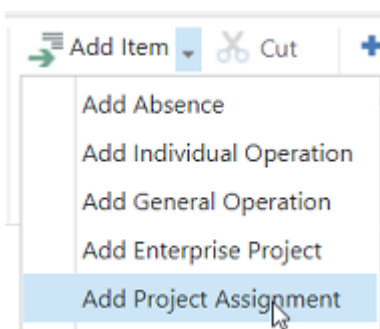 Add Item Cut
Add Absence
Add Individual Operation
Add General Operation
Add Enterprise Project
Add Project Assignment